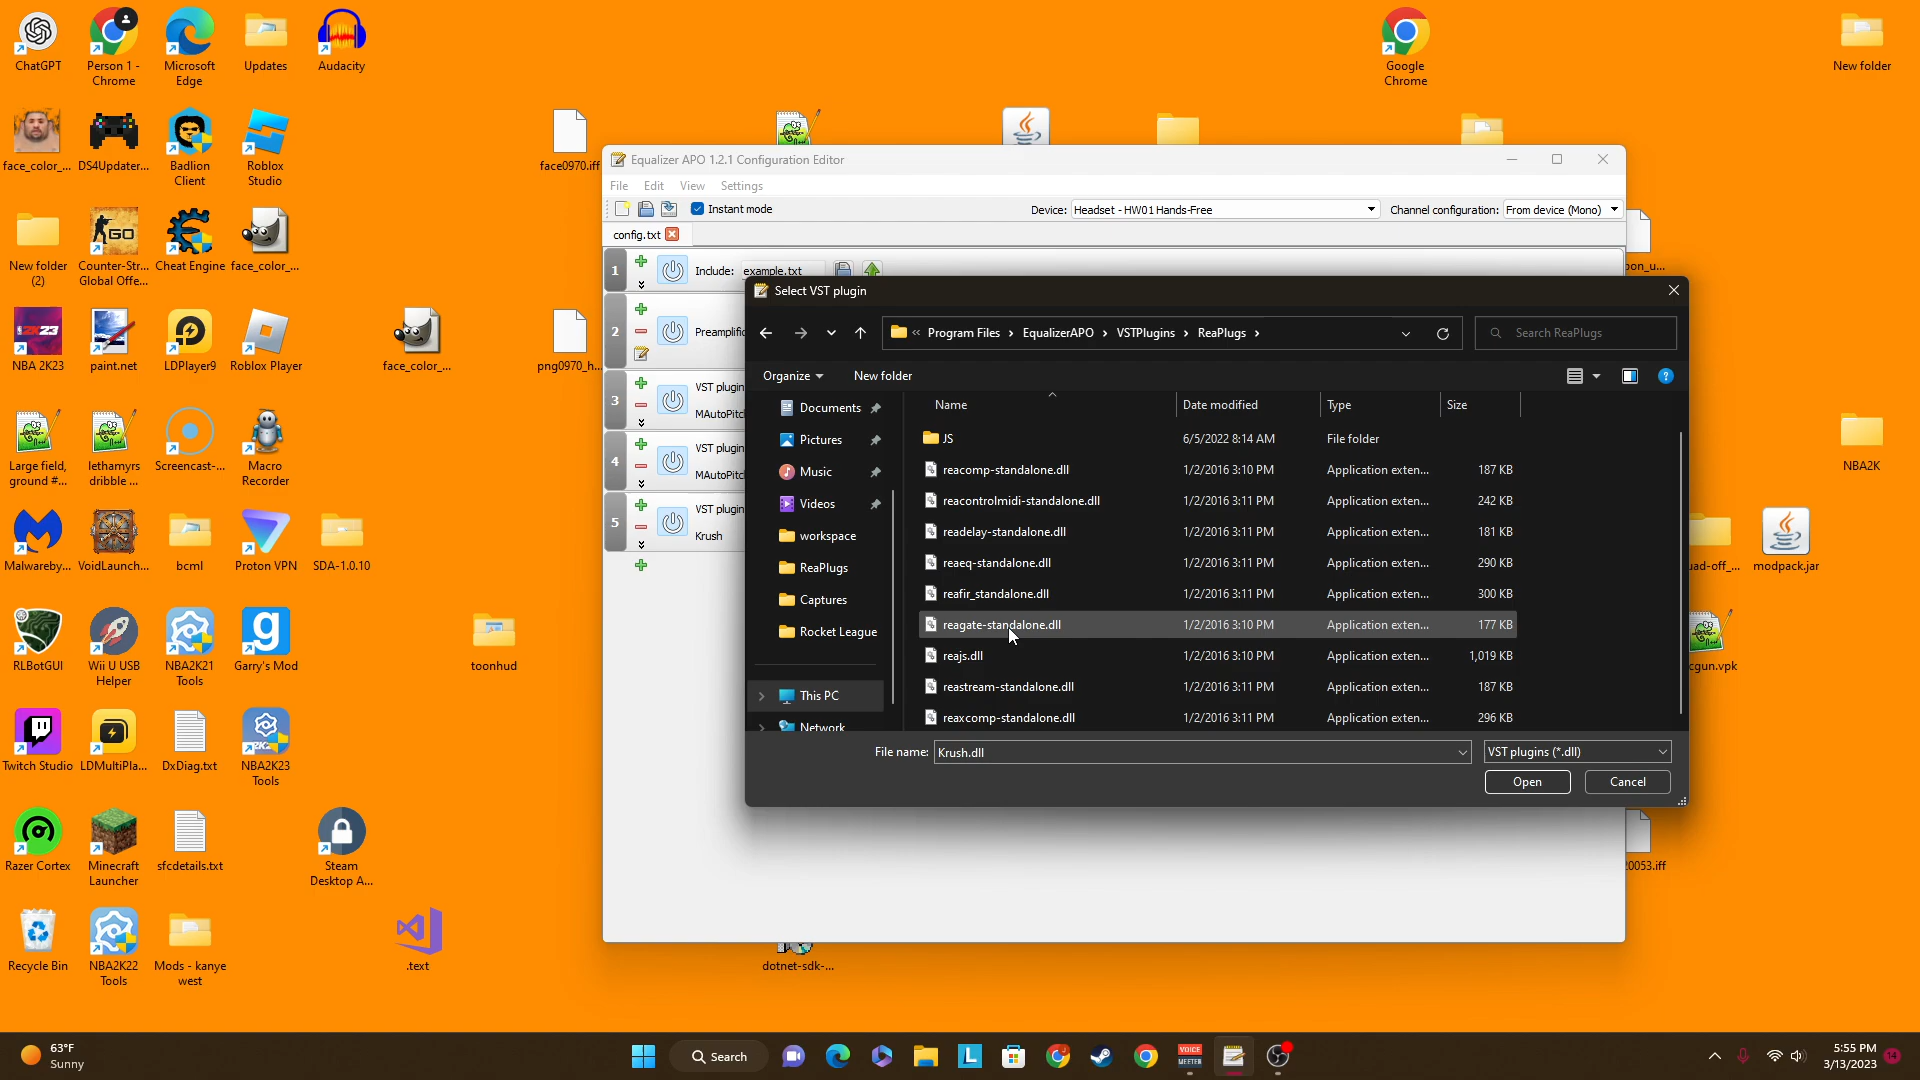 ChatGPT
Person 1 -
Chrome
Microsoft
Edge
Updates
Audacity
Google
Chrome
New folder
face_color_...
DS4Updater...
Badlion
Client
Roblox
Studio
face0970.iff
New folder
(2)
Counter-Str...
Global Offe...
Cheat Engine
face_color_...
NBA 2K23
paint.net
LDPlayer9
Roblox Player
face_color_...
png0970_h...
Large field,
ground #...
lethamyrs
dribble ...
Screencast-...
Macro
Recorder
NBA2K
Malwareby...
VoidLaunch...
bcml
Proton VPN
SDA-1.0.10
uad-off_...
modpack.jar
RLBotGUI
Wii U USB
Helper
NBA2K21
Tools
Garry's Mod
toonhud
cgun.vpk
Twitch Studio
LDMultiPla...
DxDiag.txt
NBA2K23
Tools
Razer Cortex
Minecraft
Launcher
sfcdetails.txt
Steam
Desktop A...
Recycle Bin
NBA2K22
Tools
Mods - kanye
west
.text
dotnet-sdk-...
Equalizer APO 1.2.1 Configuration Editor
File Edit View Settings
Instant mode
Device: Headset - HW01 Hands-Free
Channel configuration: From device (Mono)
config.txt
1 Include: example.txt
2 Preamplific
3 VST plugin
MAutoPitc
4 VST plugin
MAutoPitc
5 VST plugin
Krush
Select VST plugin
« Program Files › EqualizerAPO › VSTPlugins › ReaPlugs ›
Search ReaPlugs
Organize New folder
Documents
Pictures
Music
Videos
workspace
ReaPlugs
Captures
Rocket League
This PC
Network
Name Date modified Type Size
JS 6/5/2022 8:14 AM File folder
reacomp-standalone.dll 1/2/2016 3:10 PM Application exten... 187 KB
reacontrolmidi-standalone.dll 1/2/2016 3:11 PM Application exten... 242 KB
readelay-standalone.dll 1/2/2016 3:11 PM Application exten... 181 KB
reaeq-standalone.dll 1/2/2016 3:11 PM Application exten... 290 KB
reafir_standalone.dll 1/2/2016 3:11 PM Application exten... 300 KB
reagate-standalone.dll 1/2/2016 3:10 PM Application exten... 177 KB
reajs.dll 1/2/2016 3:10 PM Application exten... 1,019 KB
reastream-standalone.dll 1/2/2016 3:11 PM Application exten... 187 KB
reaxcomp-standalone.dll 1/2/2016 3:11 PM Application exten... 296 KB
File name: Krush.dll
VST plugins (*.dll)
Open Cancel
20053.iff
63°F
Sunny
Search
VOICE
MEETER
5:55 PM
3/13/2023
14